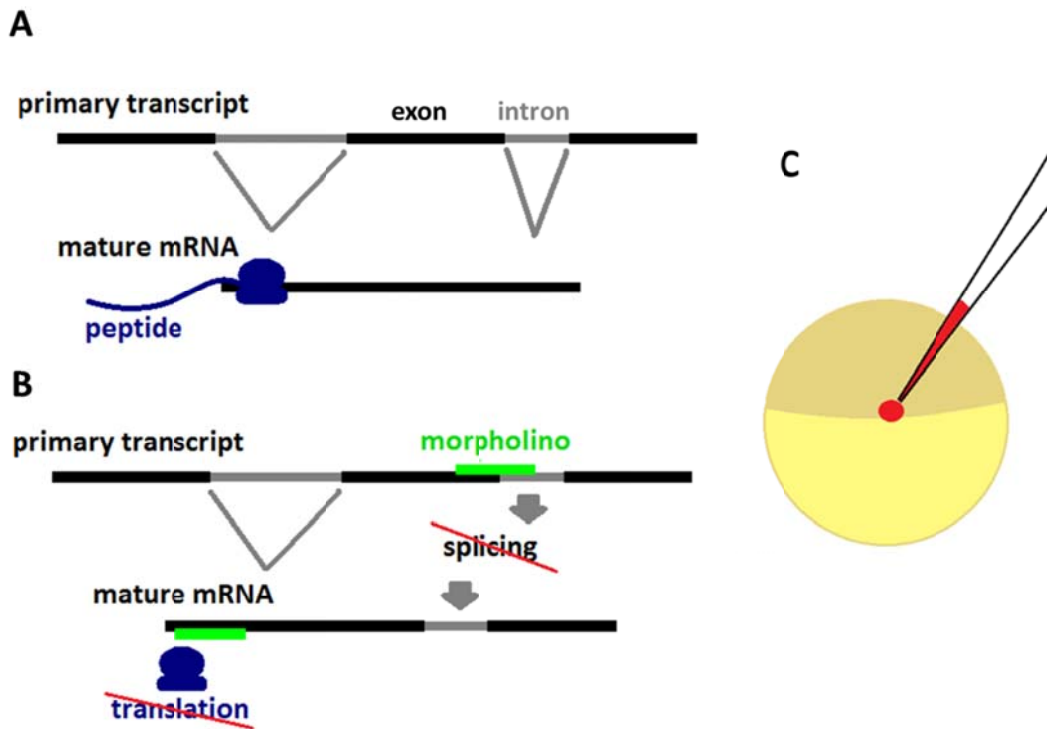 A
primary transcript
exon
intron
mature mRNA
peptide
B
primary transcript
morpholino
splicing
mature mRNA
translation
C